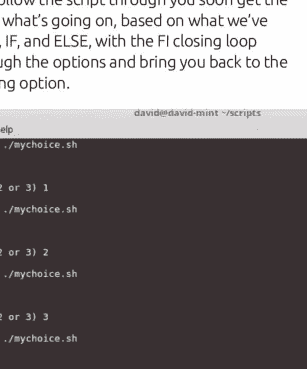 ollow the script through you soon get the
what's going on, based on what we've
, IF, and ELSE, with the FI closing loop
ugh the options and bring you back to the
ng option.
david@david-mint ~/scripts
elp
./mychoice.sh
2 or 3) 1
./mychoice.sh
2 or 3) 2
./mychoice.sh
2 or 3) 3
./mychoice.sh